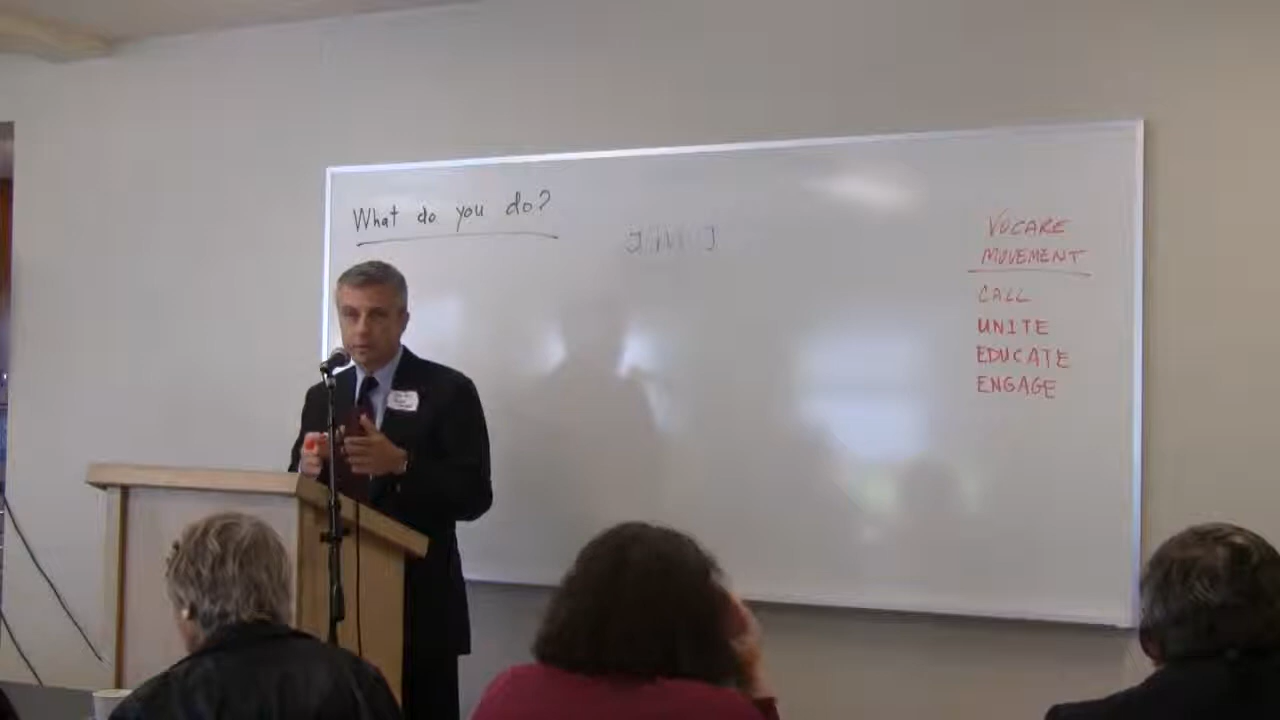 What do you do?
VOCARE
MOVEMENT
CALL
UNITE
EDUCATE
ENGAGE